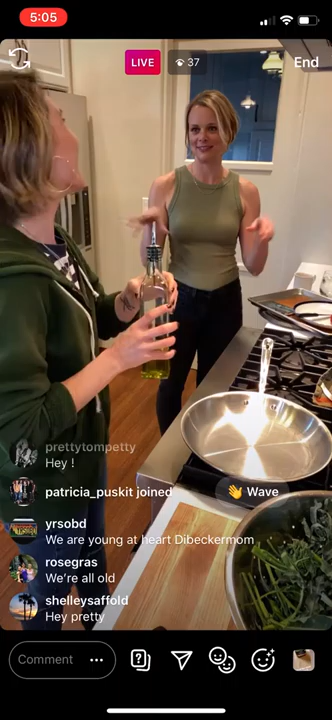 5:05
LIVE
37
End
prettytompetty
Hey !
patricia_puskit joined
👋 Wave
yrsobd
We are young at heart Dibeckermom
rosegras
We're all old
shelleysaffold
Hey pretty
Comment